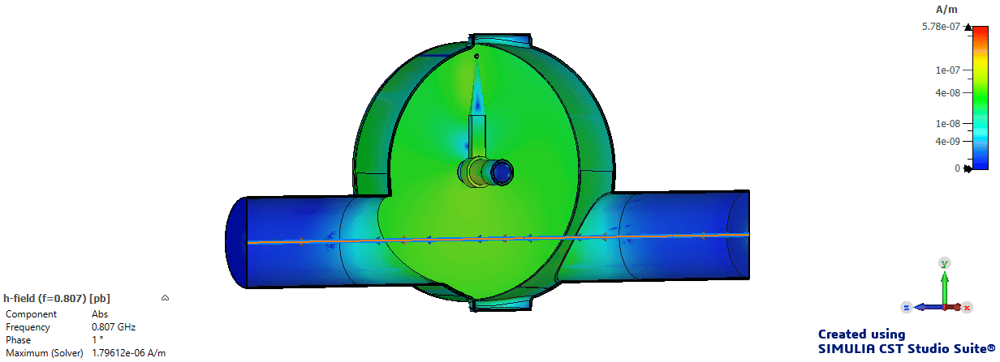 A/m
5.78e-07
1e-07
4e-08
1e-08
4e-09
0
h-field (f=0.807) [pb]
Component Abs
Frequency 0.807 GHz
Phase 1 °
Maximum (Solver) 1.79612e-06 A/m
y
z x
Created using
SIMULIA CST Studio Suite®